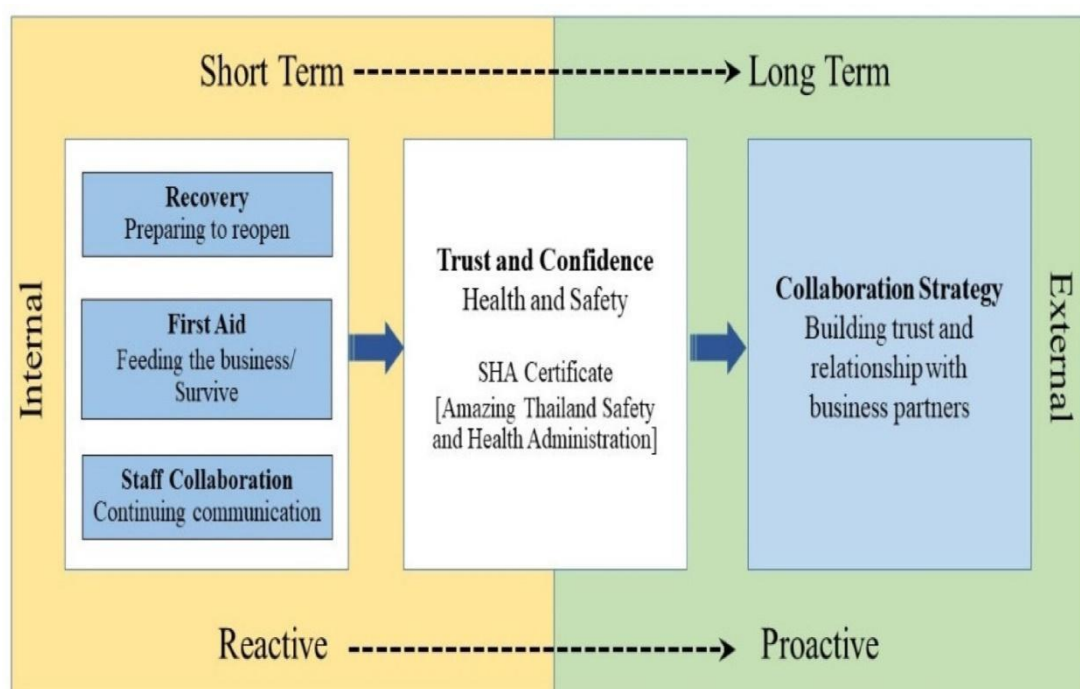 Short Term
Long Term
Internal
Recovery
Preparing to reopen
First Aid
Feeding the business/
Survive
Staff Collaboration
Continuing communication
Trust and Confidence
Health and Safety
SHA Certificate
[Amazing Thailand Safety
and Health Administration]
Collaboration Strategy
Building trust and
relationship with
business partners
External
Reactive
Proactive